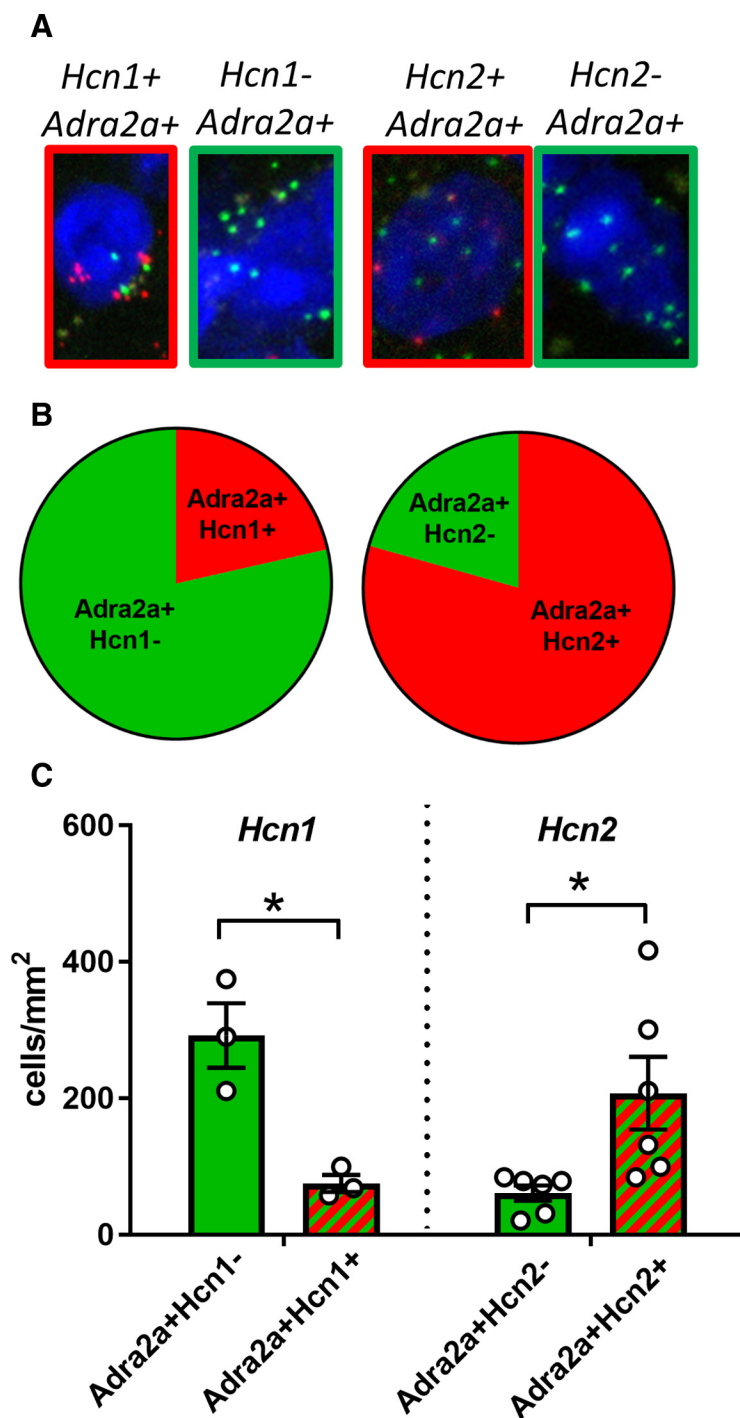 A
Hcn1+
Adra2a+
Hcn1-
Adra2a+
Hcn2+
Adra2a+
Hcn2-
Adra2a+
B
Adra2a+
Hcn1+
Adra2a+
Hcn1-
Adra2a+
Hcn2-
Adra2a+
Hcn2+
C
Hcn1
Hcn2
*
*
cells/mm²
600
400
200
0
Adra2a+Hcn1-
Adra2a+Hcn1+
Adra2a+Hcn2-
Adra2a+Hcn2+